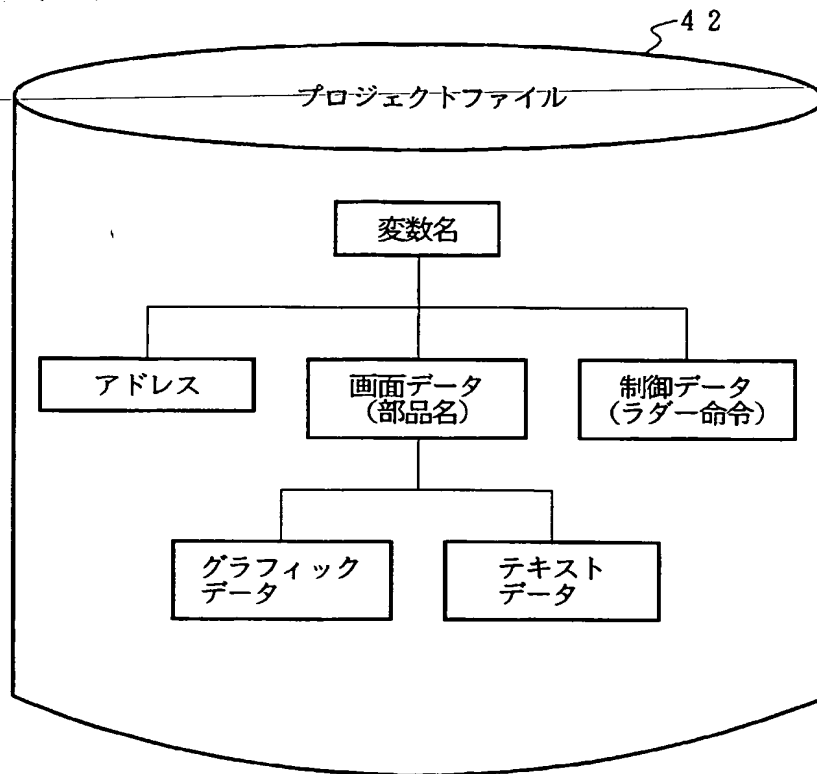 ４２
プロジェクトファイル
変数名
アドレス
画面データ
(部品名)
制御データ
(ラダー命令)
グラフィック
データ
テキスト
データ